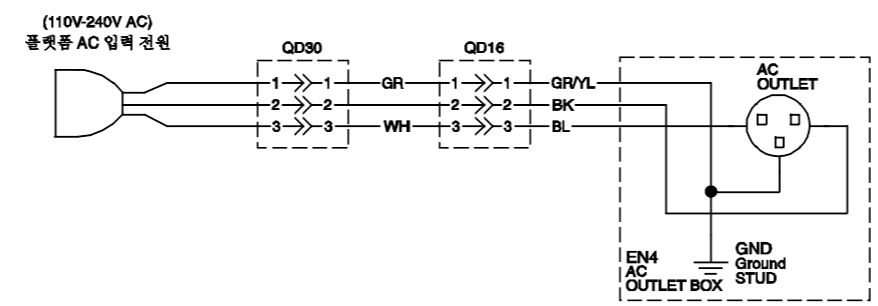 (110V-240V AC)
플랫폼 AC 입력 전원
QD30
QD16
1 1 GR 1 1 GR/YL
2 2 2 2 BK
3 3 WH 3 3 BL
AC
OUTLET
EN4
AC
OUTLET BOX
GND
Ground
STUD